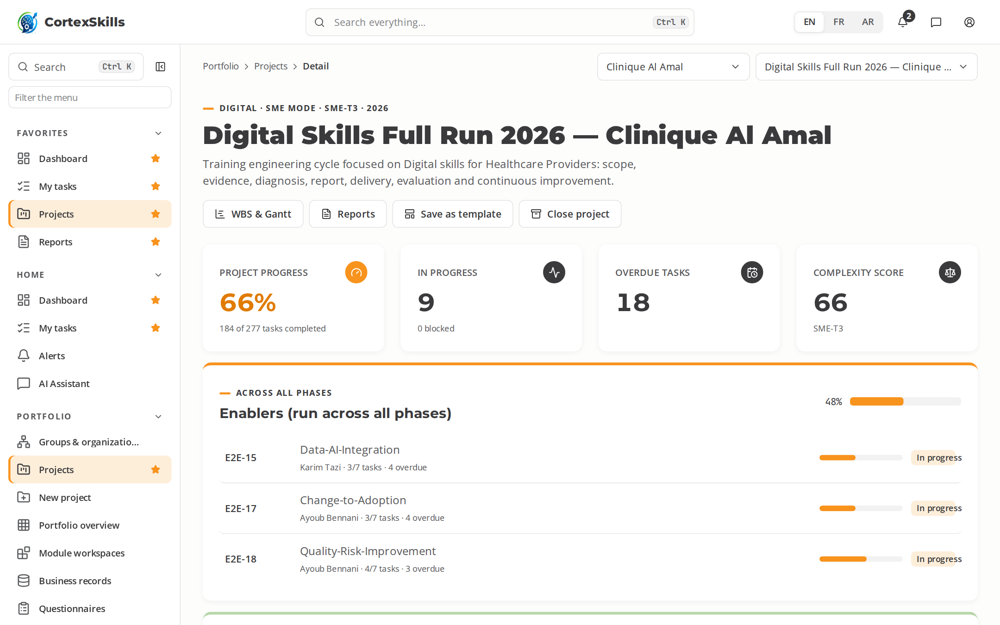 CortexSkills
Search everything...
Ctrl K
EN
FR
AR
2
Search
Ctrl K
Filter the menu
FAVORITES
Dashboard
My tasks
Projects
Reports
HOME
Dashboard
My tasks
Alerts
AI Assistant
PORTFOLIO
Groups & organizatio...
Projects
New project
Portfolio overview
Module workspaces
Business records
Questionnaires
Portfolio > Projects > Detail
Clinique Al Amal
Digital Skills Full Run 2026 — Clinique ...
DIGITAL · SME MODE · SME-T3 · 2026
Digital Skills Full Run 2026 — Clinique Al Amal
Training engineering cycle focused on Digital skills for Healthcare Providers: scope,
evidence, diagnosis, report, delivery, evaluation and continuous improvement.
WBS & Gantt
Reports
Save as template
Close project
PROJECT PROGRESS
66%
184 of 277 tasks completed
IN PROGRESS
9
0 blocked
OVERDUE TASKS
18
COMPLEXITY SCORE
66
SME-T3
ACROSS ALL PHASES
Enablers (run across all phases)
48%
E2E-15
Data-AI-Integration
Karim Tazi · 3/7 tasks · 4 overdue
In progress
E2E-17
Change-to-Adoption
Ayoub Bennani · 3/7 tasks · 4 overdue
In progress
E2E-18
Quality-Risk-Improvement
Ayoub Bennani · 4/7 tasks · 3 overdue
In progress